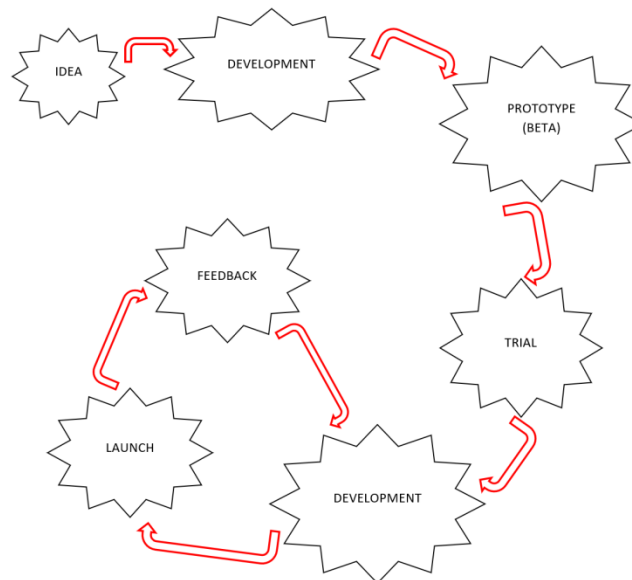 IDEA
DEVELOPMENT
PROTOTYPE
(BETA)
TRIAL
DEVELOPMENT
LAUNCH
FEEDBACK